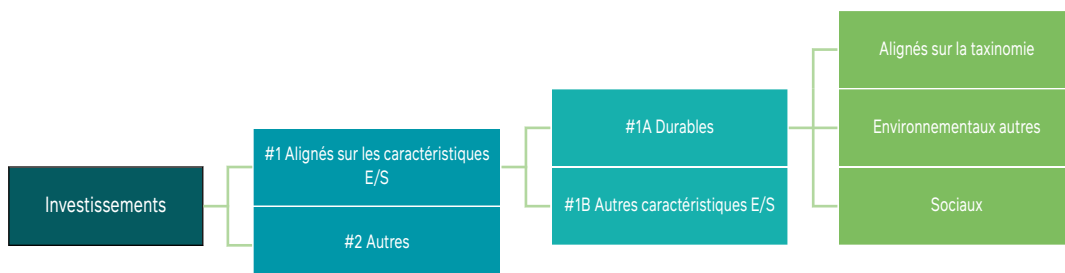 Investissements
#1 Alignés sur les caractéristiques
E/S
#2 Autres
#1A Durables
#1B Autres caractéristiques E/S
Alignés sur la taxinomie
Environnementaux autres
Sociaux